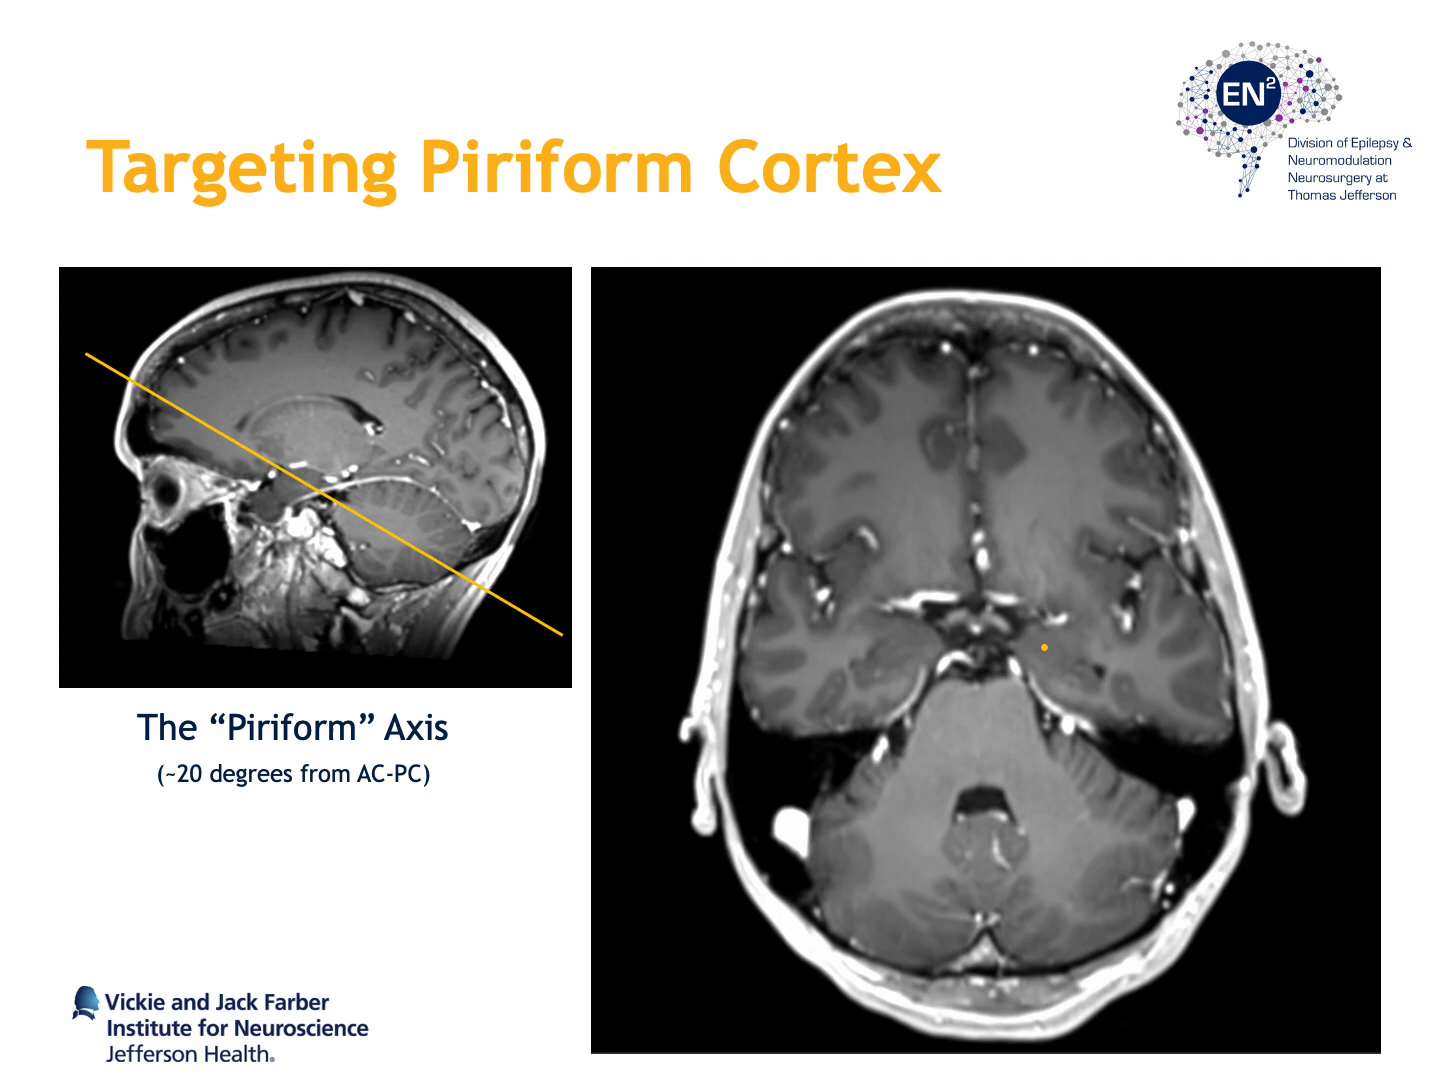 EN²
Division of Epilepsy &
Neuromodulation
Neurosurgery at
Thomas Jefferson
Targeting Piriform Cortex
The “Piriform” Axis
(~20 degrees from AC-PC)
Vickie and Jack Farber
Institute for Neuroscience
Jefferson Health®